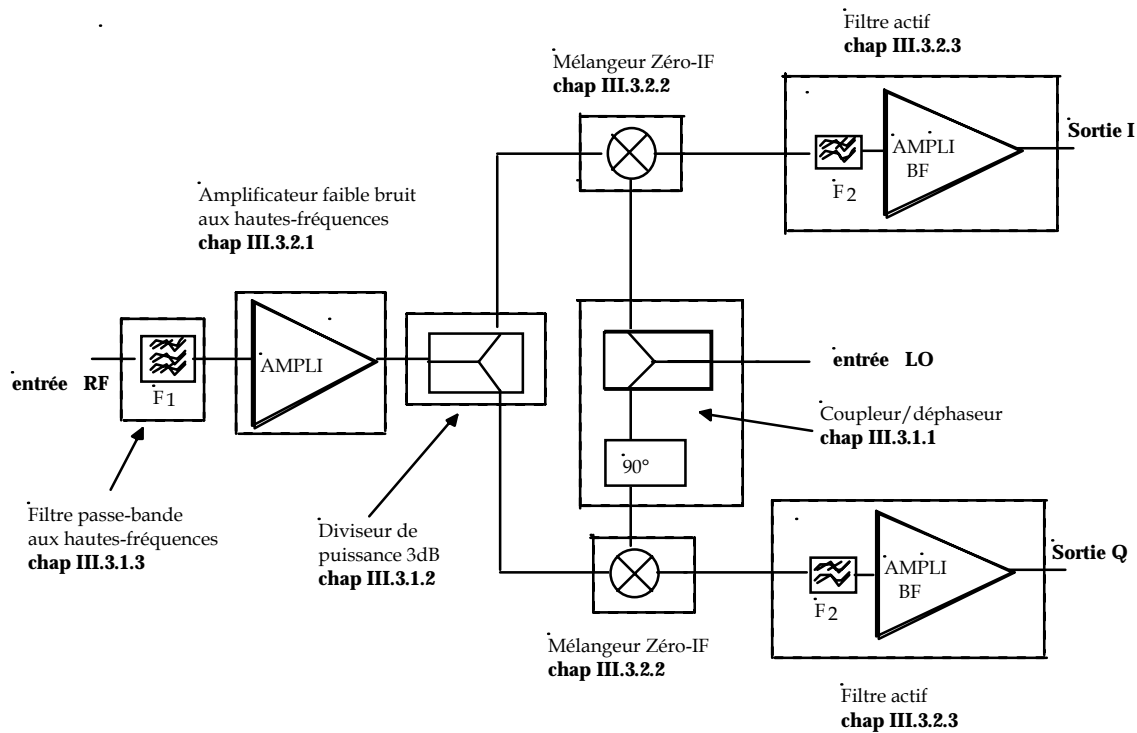 Filtre actif
chap III.3.2.3
Mélangeur Zéro-IF
chap III.3.2.2
Sortie I
AMPLI
BF
F2
Amplificateur faible bruit
aux hautes-fréquences
chap III.3.2.1
AMPLI
entrée RF
F1
entrée LO
Coupleur/déphaseur
chap III.3.1.1
90°
Filtre passe-bande
aux hautes-fréquences
chap III.3.1.3
Diviseur de
puissance 3dB
chap III.3.1.2
Sortie Q
AMPLI
BF
F2
Mélangeur Zéro-IF
chap III.3.2.2
Filtre actif
chap III.3.2.3